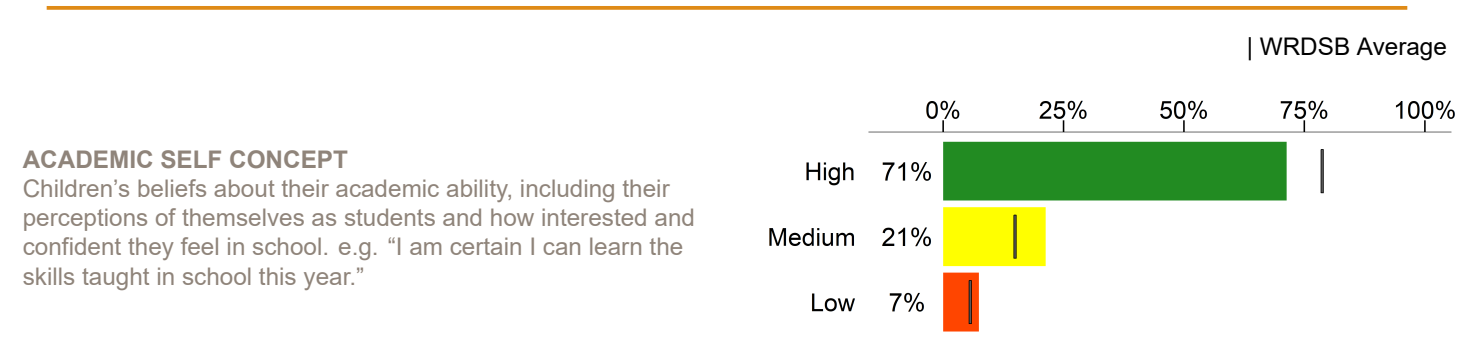 | WRDSB Average
0% 25% 50% 75% 100%
ACADEMIC SELF CONCEPT
Children’s beliefs about their academic ability, including their
perceptions of themselves as students and how interested and
confident they feel in school. e.g. “I am certain I can learn the
skills taught in school this year.”
High 71%
Medium 21%
Low 7%